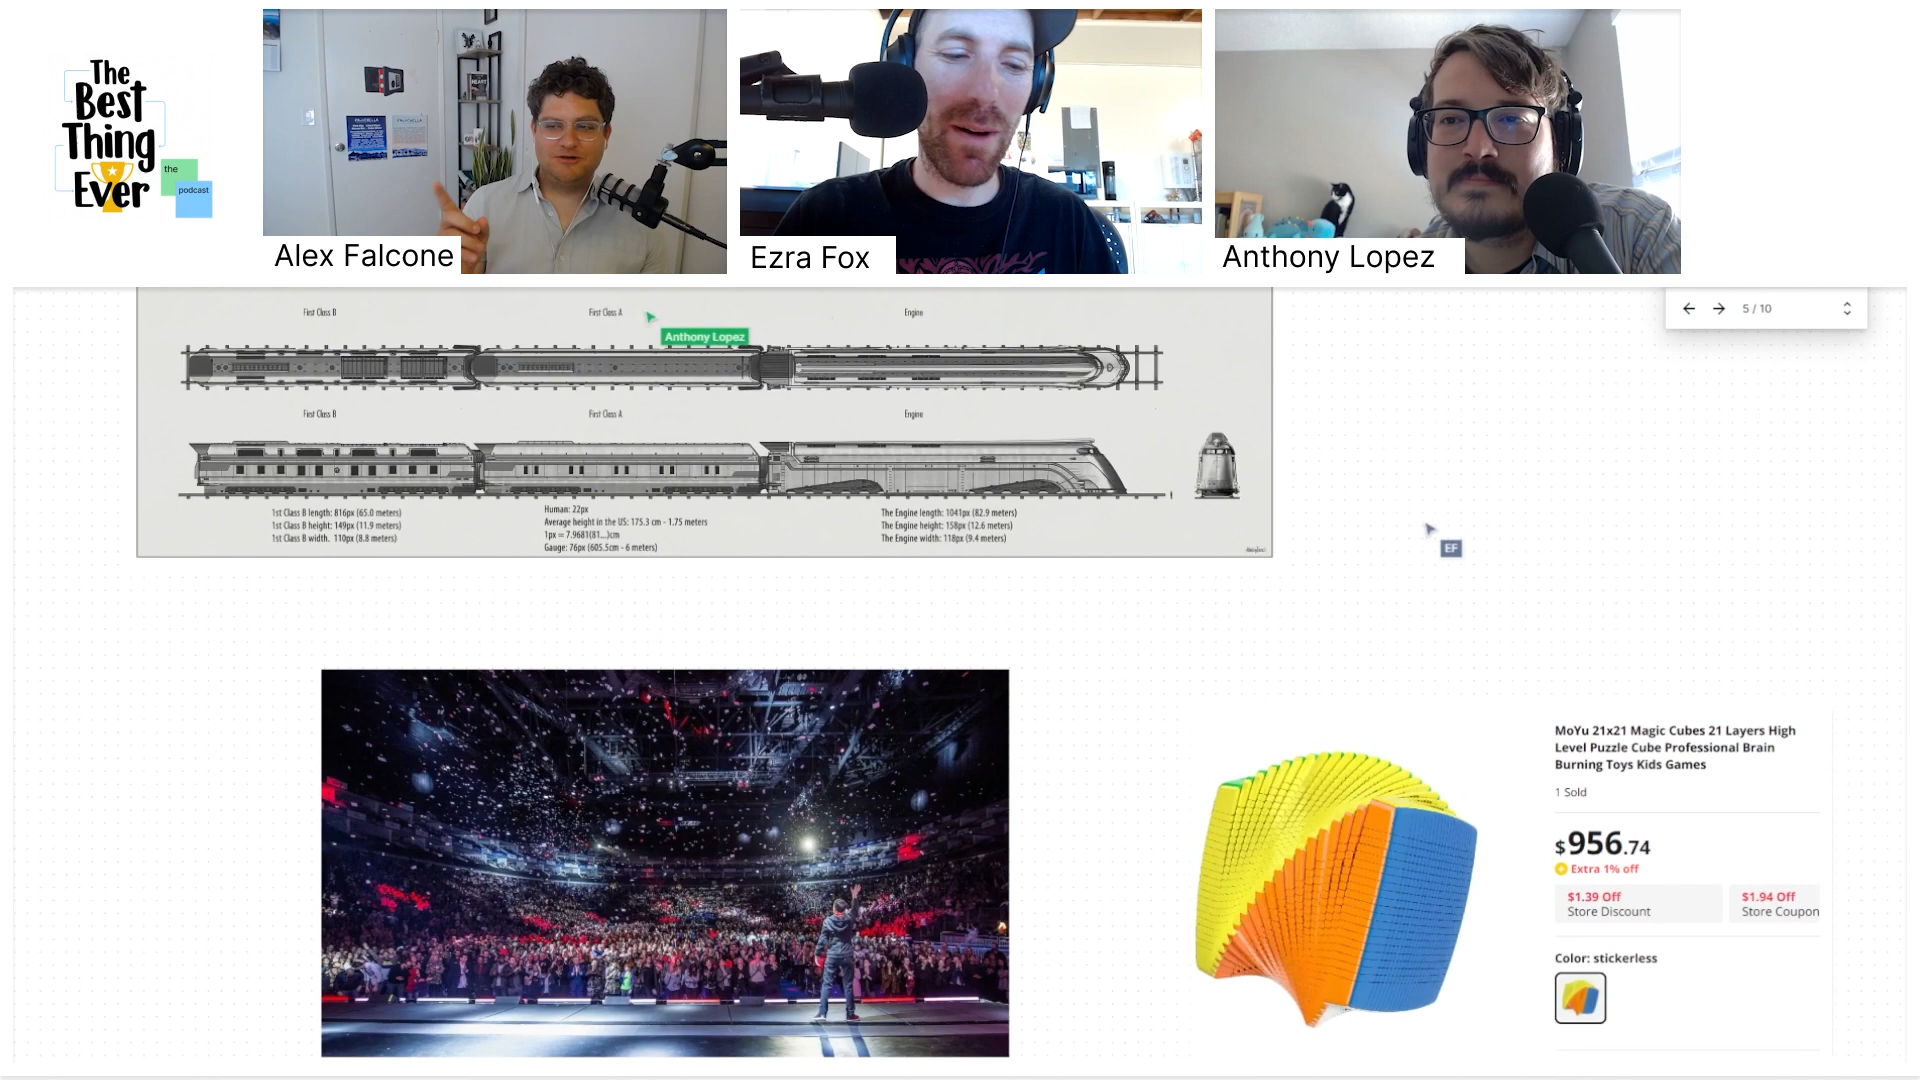 The
Best
Thing
Ever
the
podcast
Alex Falcone
Ezra Fox
Anthony Lopez
5 / 10
First Class B
First Class A
Engine
Anthony Lopez
First Class B
First Class A
Engine
1st Class B length: 816px (65.0 meters)
1st Class B height: 149px (11.9 meters)
1st Class B width. 110px (8.8 meters)
Human: 22px
Average height in the US: 175.3 cm - 1.75 meters
1px = 7.9681(81...)cm
Gauge: 76px (605.5cm - 6 meters)
The Engine length: 1041px (82.9 meters)
The Engine height: 158px (12.6 meters)
The Engine width: 118px (9.4 meters)
EF
MoYu 21x21 Magic Cubes 21 Layers High
Level Puzzle Cube Professional Brain
Burning Toys Kids Games
1 Sold
$956.74
Extra 1% off
$1.39 Off
Store Discount
$1.94 Off
Store Coupon
Color: stickerless